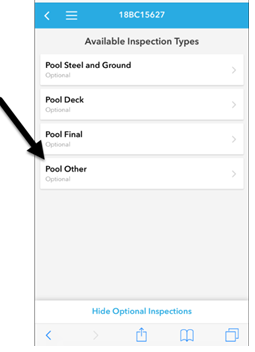 18BC15627
Available Inspection Types
Pool Steel and Ground
Optional
Pool Deck
Optional
Pool Final
Optional
Pool Other
Optional
Hide Optional Inspections